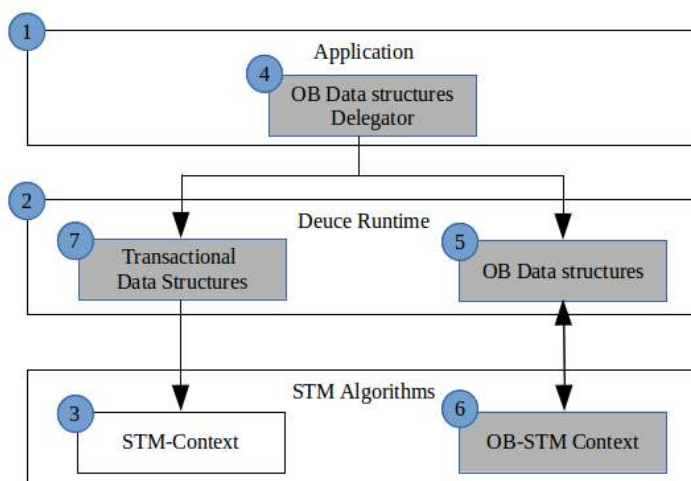 1
Application
4
OB Data structures
Delegator
2
Deuce Runtime
7
Transactional
Data Structures
5
OB Data structures
STM Algorithms
3
STM-Context
6
OB-STM Context